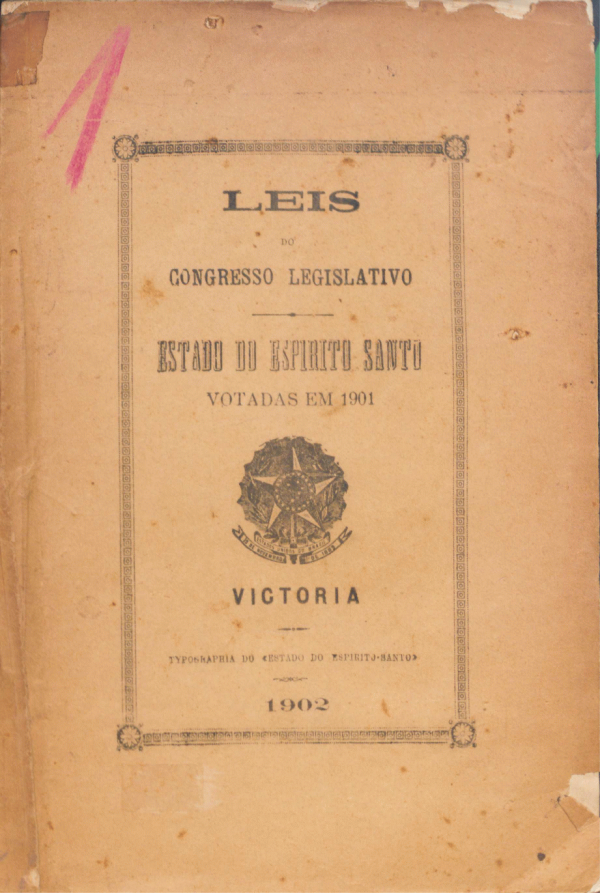 1
LEIS
DO
CONGRESSO LEGISLATIVO
ESTADO DO ESPIRITO SANTO
VOTADAS EM 1901
VICTORIA
TYPOGRAPHIA DO «ESTADO DO ESPIRITO-SANTO»
1902